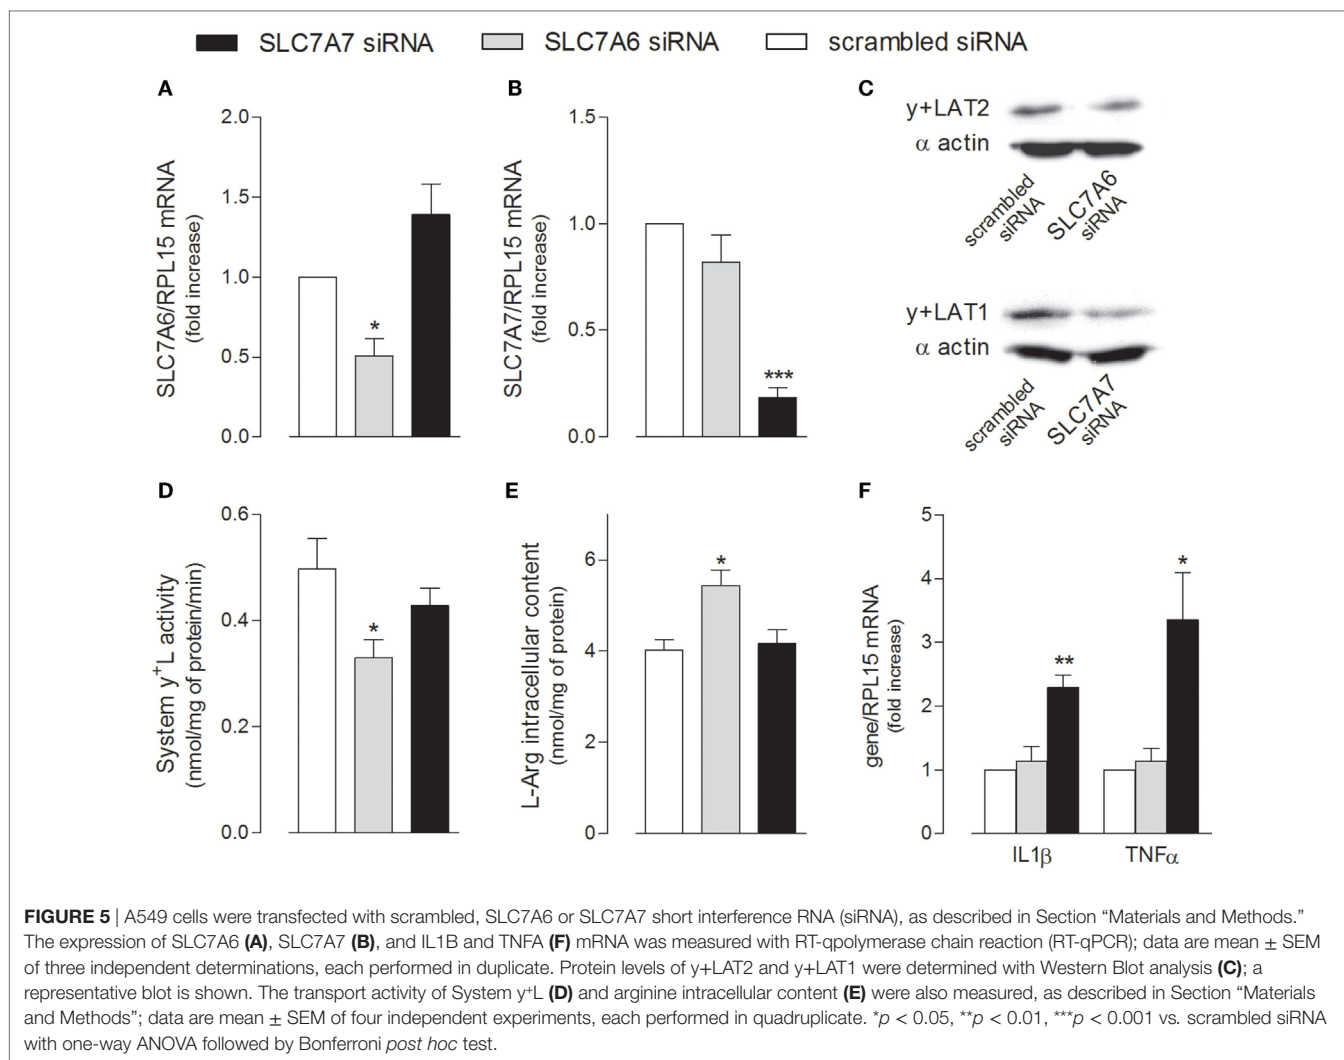 SLC7A7 siRNA SLC7A6 siRNA scrambled siRNA
A
SLC7A6/RPL15 mRNA
(fold increase)
2.0
1.5
1.0
0.5
0.0
*
B
SLC7A7/RPL15 mRNA
(fold increase)
1.5
1.0
0.5
0.0
***
C
y+LAT2
α actin
scrambled
siRNA
SLC7A6
siRNA
y+LAT1
α actin
scrambled
siRNA
SLC7A7
siRNA
D
System y⁺L activity
(nmol/mg of protein/min)
0.6
0.4
0.2
0.0
*
E
L-Arg intracellular content
(nmol/mg of protein)
6
4
2
0
*
F
gene/RPL15 mRNA
(fold increase)
5
4
3
2
1
0
**
*
IL1β TNFα
FIGURE 5 | A549 cells were transfected with scrambled, SLC7A6 or SLC7A7 short interference RNA (siRNA), as described in Section “Materials and Methods.”
The expression of SLC7A6 (A), SLC7A7 (B), and IL1B and TNFA (F) mRNA was measured with RT-qpolymerase chain reaction (RT-qPCR); data are mean ± SEM
of three independent determinations, each performed in duplicate. Protein levels of y+LAT2 and y+LAT1 were determined with Western Blot analysis (C); a
representative blot is shown. The transport activity of System y⁺L (D) and arginine intracellular content (E) were also measured, as described in Section “Materials
and Methods”; data are mean ± SEM of four independent experiments, each performed in quadruplicate. *p < 0.05, **p < 0.01, ***p < 0.001 vs. scrambled siRNA
with one-way ANOVA followed by Bonferroni post hoc test.